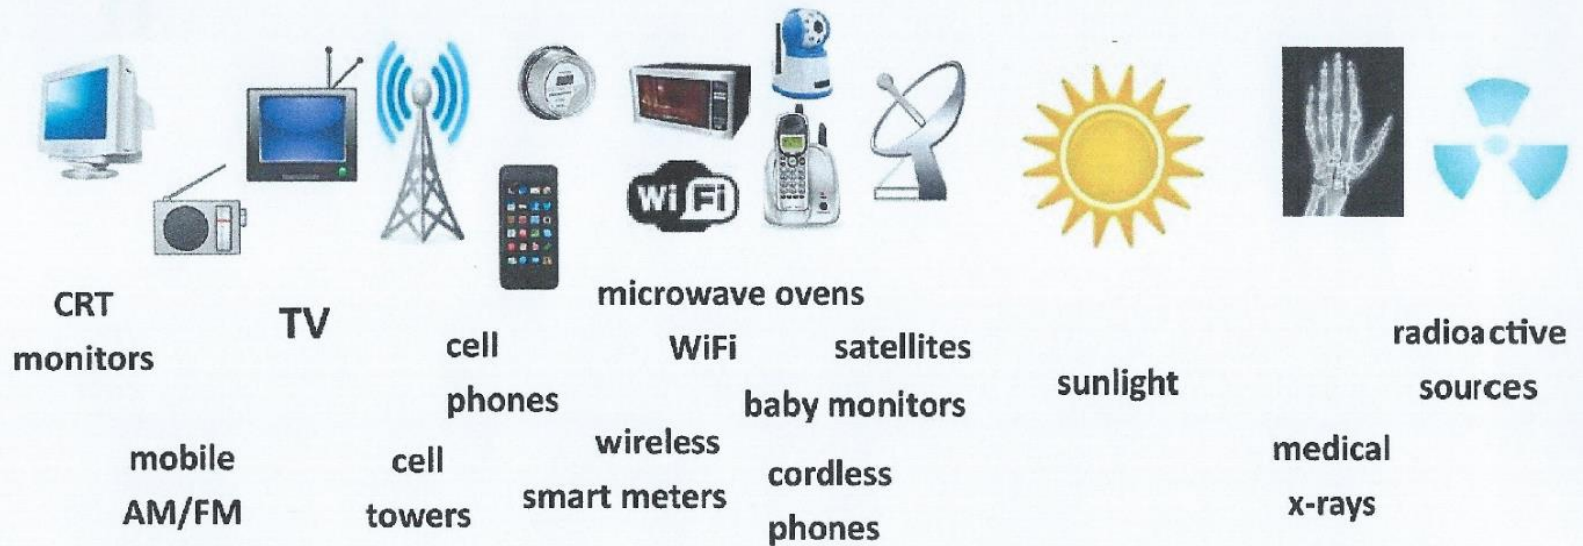 Wi Fi
CRT
monitors
mobile
AM/FM
TV
cell
towers
cell
phones
microwave ovens
WiFi
wireless
smart meters
satellites
baby monitors
cordless
phones
sunlight
medical
x-rays
radioactive
sources